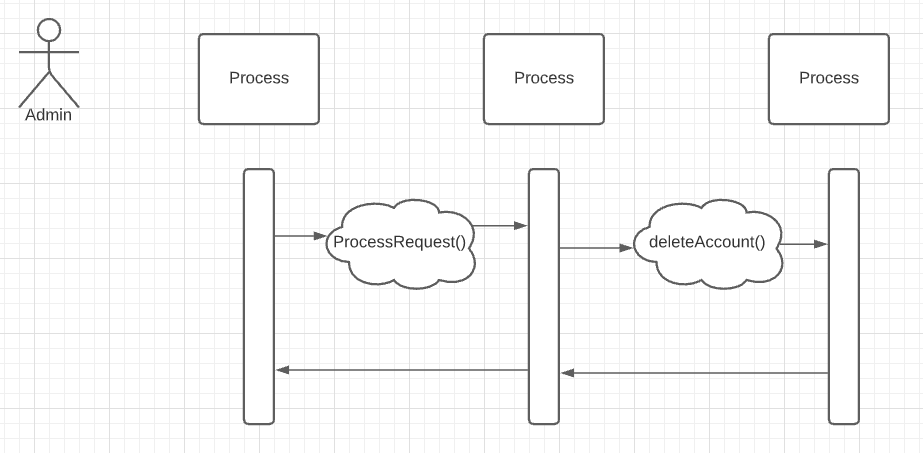 Process
Process
Process
Admin
ProcessRequest()
deleteAccount()